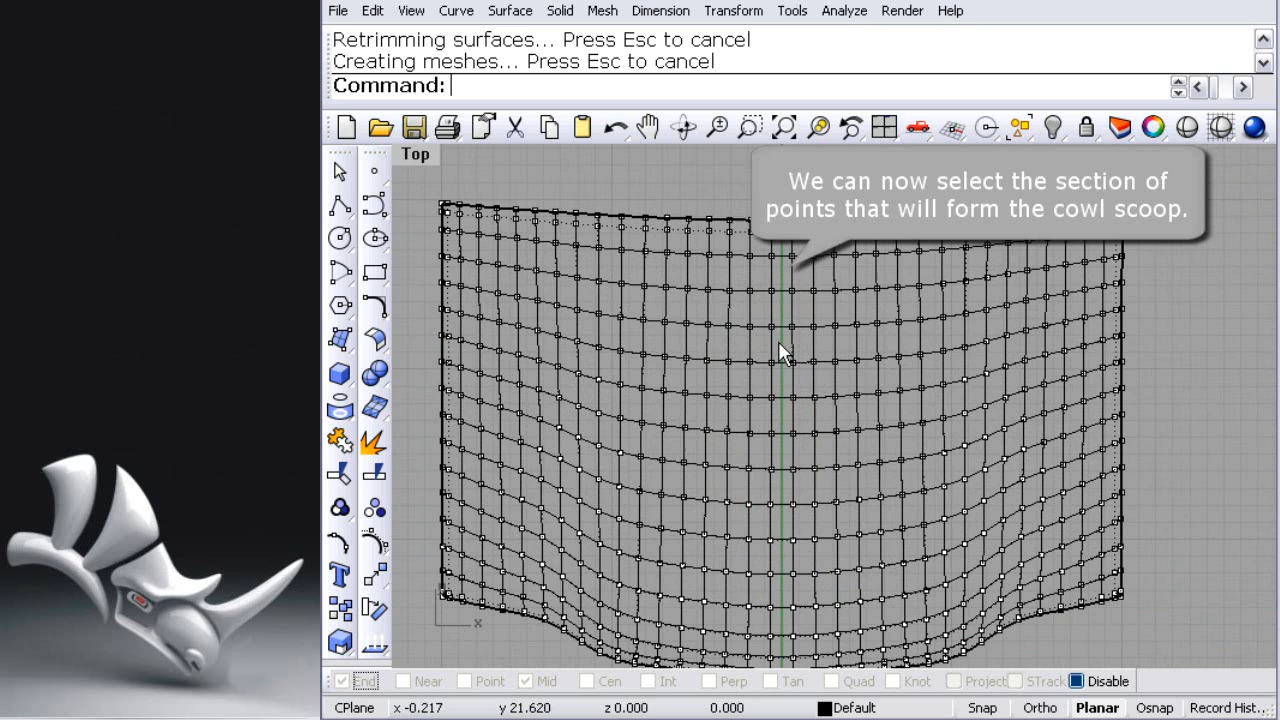 File Edit View Curve Surface Solid Mesh Dimension Transform Tools Analyze Render Help
Retrimming surfaces... Press Esc to cancel
Creating meshes... Press Esc to cancel
Command:
Top
We can now select the section of
points that will form the cowl scoop.
x
End Near Point Mid Cen Int Perp Tan Quad Knot Project STrack Disable
CPlane x -0.217 y 21.620 z 0.000 0.000 Default Snap Ortho Planar Osnap Record Hist...